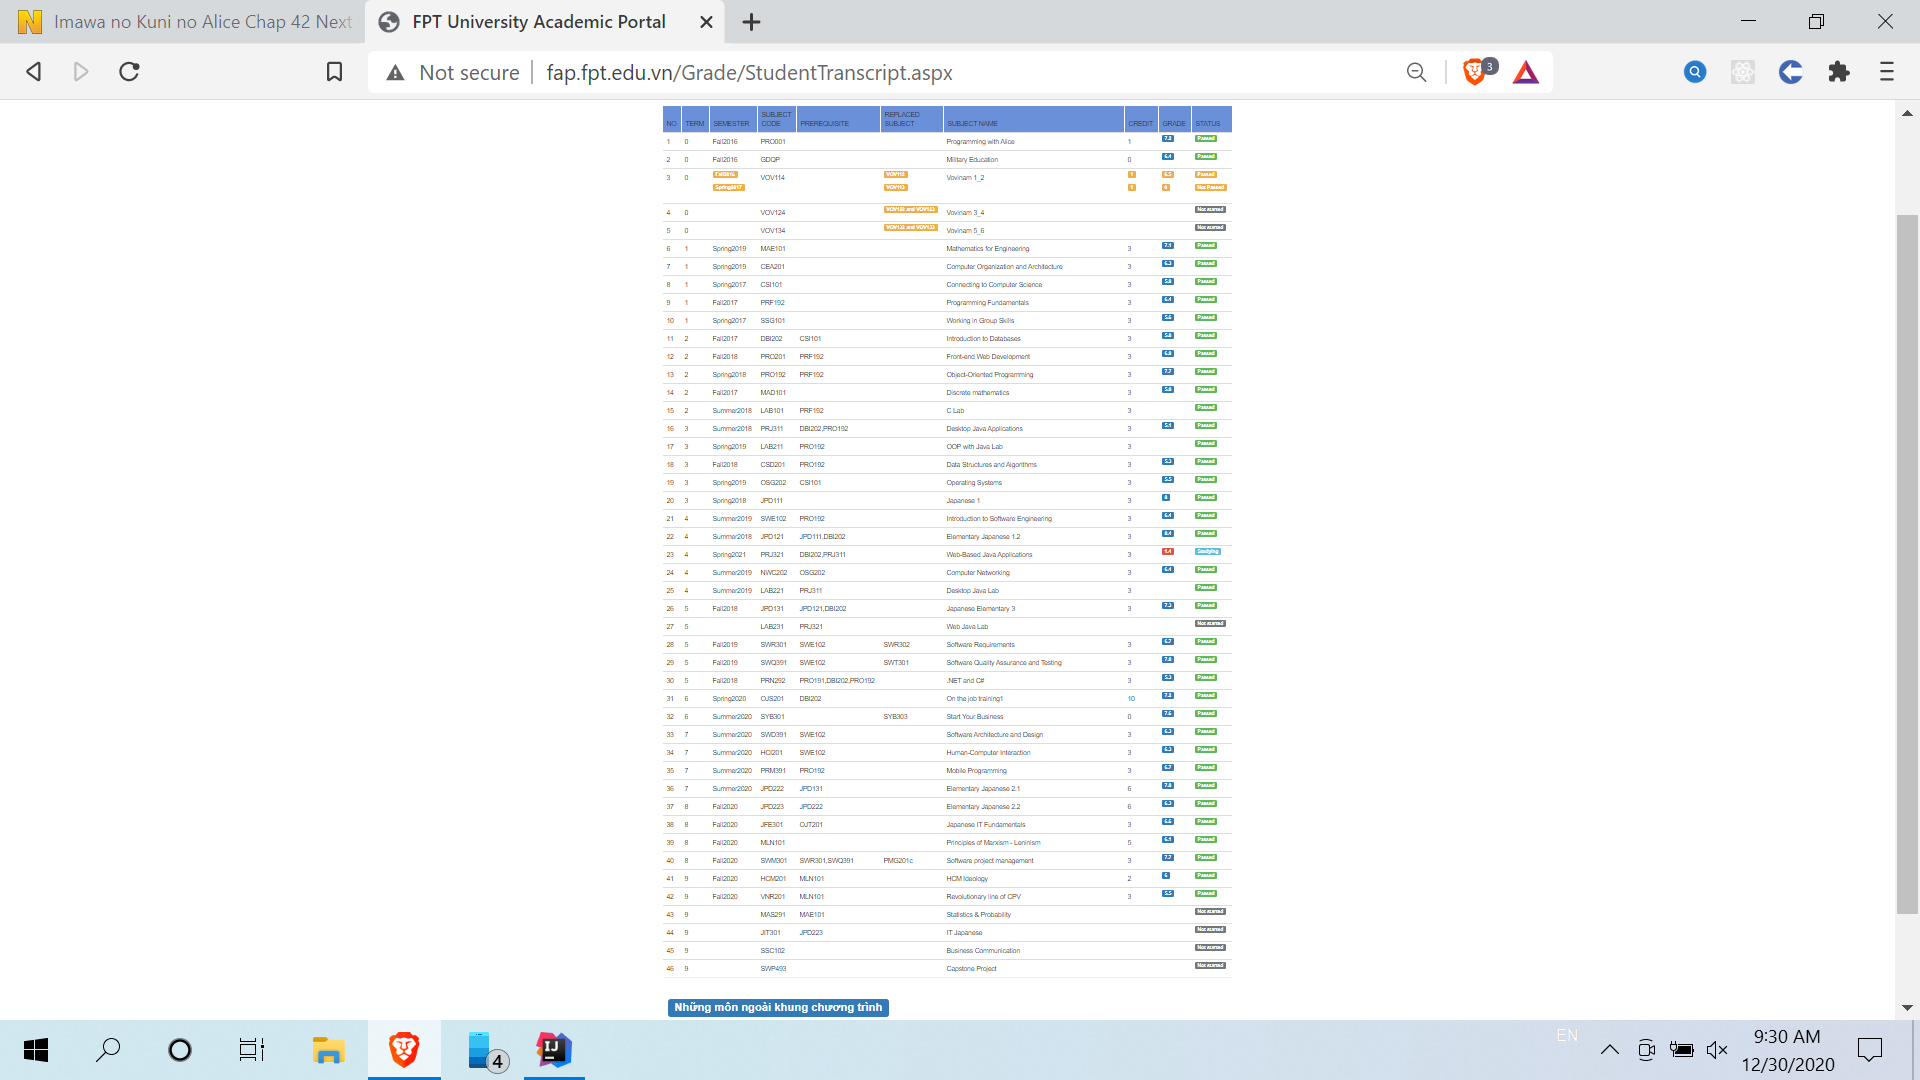 Imawa no Kuni no Alice Chap 42 Next
FPT University Academic Portal
Not secure fap.fpt.edu.vn/Grade/StudentTranscript.aspx 3
NO TERM SEMESTER SUBJECT CODE PREREQUISITE REPLACED SUBJECT SUBJECT NAME CREDIT GRADE STATUS
1 0 Fall2016 PRO001 Programming with Alice 1 Passed
2 0 Fall2016 GDQP Military Education 0 6.4 Passed
3 0 Fall2016 VOV114 Vovinam 1_2 1 6.5 Passed
Spring2017 1 Not Passed
4 0 VOV124 Vovinam 3_4 Not started
5 0 VOV134 Vovinam 5_6 Not started
6 1 Spring2019 MAE101 Mathematics for Engineering 3 7.1 Passed
7 1 Spring2019 CEA201 Computer Organization and Architecture 3 6.3 Passed
8 1 Spring2017 CSI101 Connecting to Computer Science 3 5.8 Passed
9 1 Fall2017 PRF192 Programming Fundamentals 3 6.4 Passed
10 1 Spring2017 SSG101 Working in Group Skills 3 5.6 Passed
11 2 Fall2017 DBI202 CSI101 Introduction to Databases 3 5.8 Passed
12 2 Fall2018 PRO201 PRF192 Front-end Web Development 3 6.8 Passed
13 2 Spring2018 PRO192 PRF192 Object-Oriented Programming 3 7.7 Passed
14 2 Fall2017 MAD101 Discrete mathematics 3 5.8 Passed
15 2 Summer2018 LAB101 PRF192 C Lab 3 Passed
16 3 Summer2018 PRJ311 DBI202,PRO192 Desktop Java Applications 3 5.1 Passed
17 3 Spring2019 LAB211 PRO192 OOP with Java Lab 3 Passed
18 3 Fall2018 CSD201 PRO192 Data Structures and Algorithms 3 5.3 Passed
19 3 Spring2019 OSG202 CSI101 Operating Systems 3 5.5 Passed
20 3 Spring2018 JPD111 Japanese 1 3 8 Passed
21 4 Summer2019 SWE102 PRO192 Introduction to Software Engineering 3 6.4 Passed
22 4 Summer2018 JPD121 JPD111,DBI202 Elementary Japanese 1.2 3 8.4 Passed
23 4 Spring2021 PRJ321 DBI202,PRJ311 Web-Based Java Applications 3 Studying
24 4 Summer2019 NWC202 OSG202 Computer Networking 3 6.4 Passed
25 4 Summer2019 LAB221 PRJ311 Desktop Java Lab 3 Passed
26 5 Fall2018 JPD131 JPD121,DBI202 Japanese Elementary 3 3 7.3 Passed
27 5 LAB231 PRJ321 Web Java Lab Not started
28 5 Fall2019 SWR301 SWE102 SWR302 Software Requirements 3 6.7 Passed
29 5 Fall2019 SWQ391 SWE102 SWT301 Software Quality Assurance and Testing 3 7.8 Passed
30 5 Fall2018 PRN292 PRO191,DBI202,PRO192 .NET and C# 3 5.3 Passed
31 6 Spring2020 OJS201 DBI202 On the job training1 10 7.8 Passed
32 6 Summer2020 SYB301 SYB303 Start Your Business 0 7.6 Passed
33 7 Summer2020 SWD391 SWE102 Software Architecture and Design 3 6.3 Passed
34 7 Summer2020 HCI201 SWE102 Human-Computer Interaction 3 6.3 Passed
35 7 Summer2020 PRM391 PRO192 Mobile Programming 3 6.7 Passed
36 7 Summer2020 JPD222 JPD131 Elementary Japanese 2.1 6 7.8 Passed
37 8 Fall2020 JPD223 JPD222 Elementary Japanese 2.2 6 6.3 Passed
38 8 Fall2020 JFE301 OJT201 Japanese IT Fundamentals 3 6.6 Passed
39 8 Fall2020 MLN101 Principles of Marxism - Leninism 5 6.1 Passed
40 8 Fall2020 SWM301 SWR301,SWQ391 PMG201c Software project management 3 7.7 Passed
41 9 Fall2020 HCM201 MLN101 HCM Ideology 2 6 Passed
42 9 Fall2020 VNR201 MLN101 Revolutionary line of CPV 3 5.5 Passed
43 9 MAS291 MAE101 Statistics & Probability Not started
44 9 JIT301 JPD223 IT Japanese Not started
45 9 SSC102 Business Communication Not started
46 9 SWP493 Capstone Project Not started
Những môn ngoài khung chương trình
4
EN
9:30 AM
12/30/2020